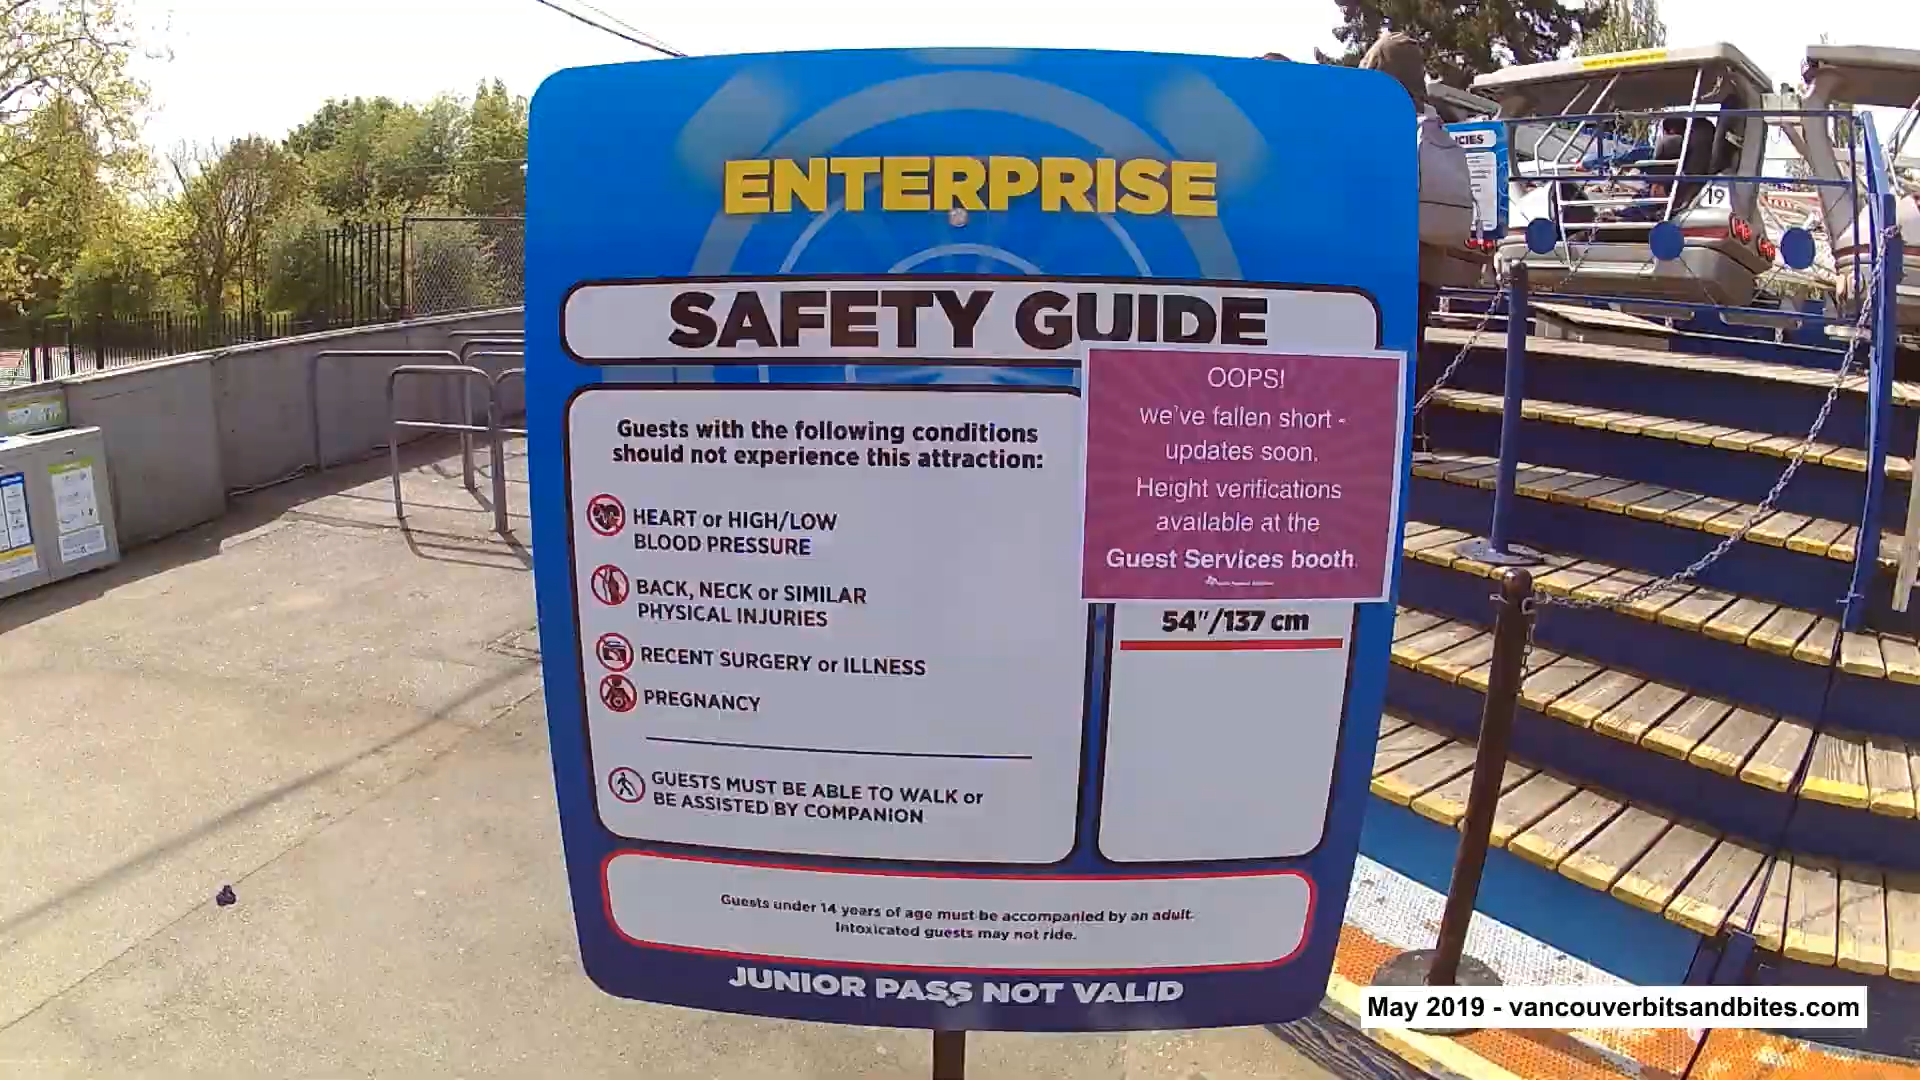 ENTERPRISE
SAFETY GUIDE
Guests with the following conditions
should not experience this attraction:
HEART or HIGH/LOW
BLOOD PRESSURE
BACK, NECK or SIMILAR
PHYSICAL INJURIES
RECENT SURGERY or ILLNESS
PREGNANCY
GUESTS MUST BE ABLE TO WALK or
BE ASSISTED BY COMPANION
OOPS!
we've fallen short -
updates soon.
Height verifications
available at the
Guest Services booth.
54"/137 cm
Guests under 14 years of age must be accompanied by an adult.
Intoxicated guests may not ride.
JUNIOR PASS NOT VALID
19
May 2019 - vancouverbitsandbites.com